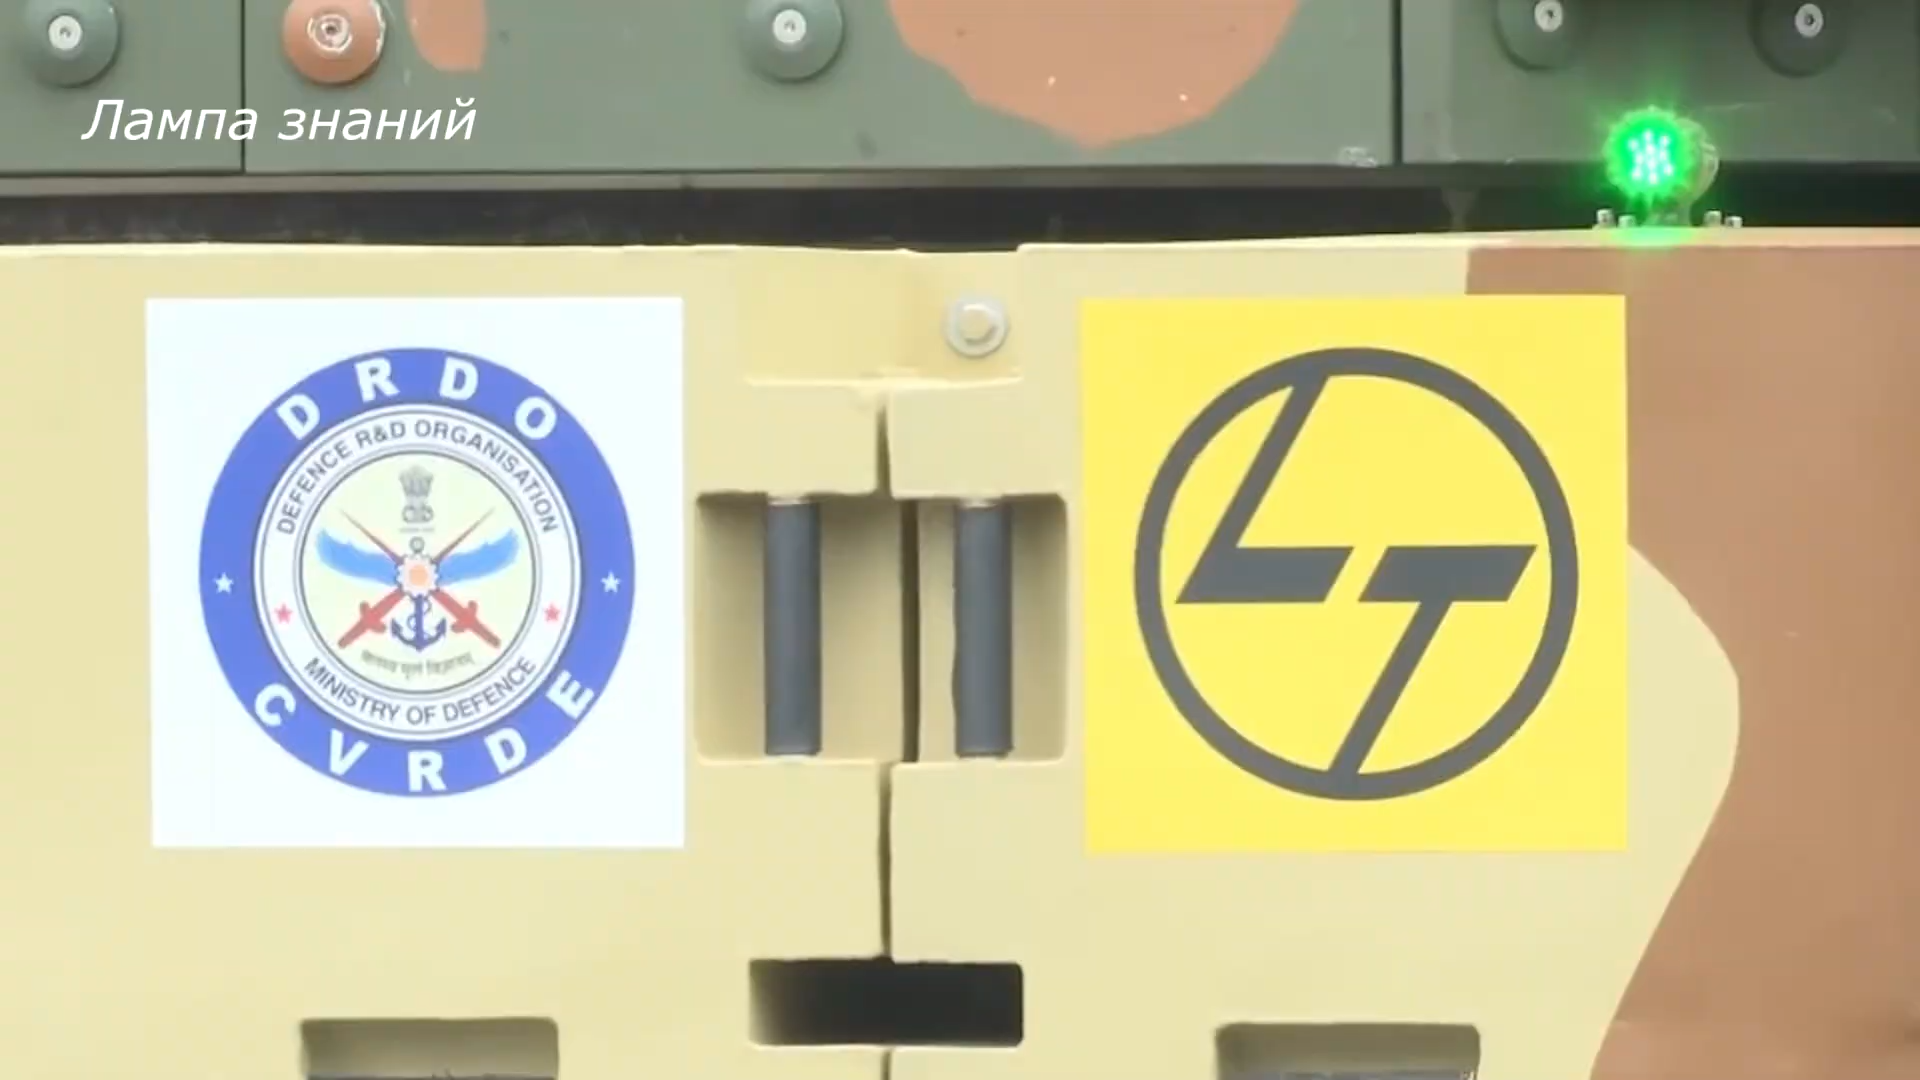 Лампа знаний
DRDO
DEFENCE R&D ORGANISATION
MINISTRY OF DEFENCE
CVRDE
LT